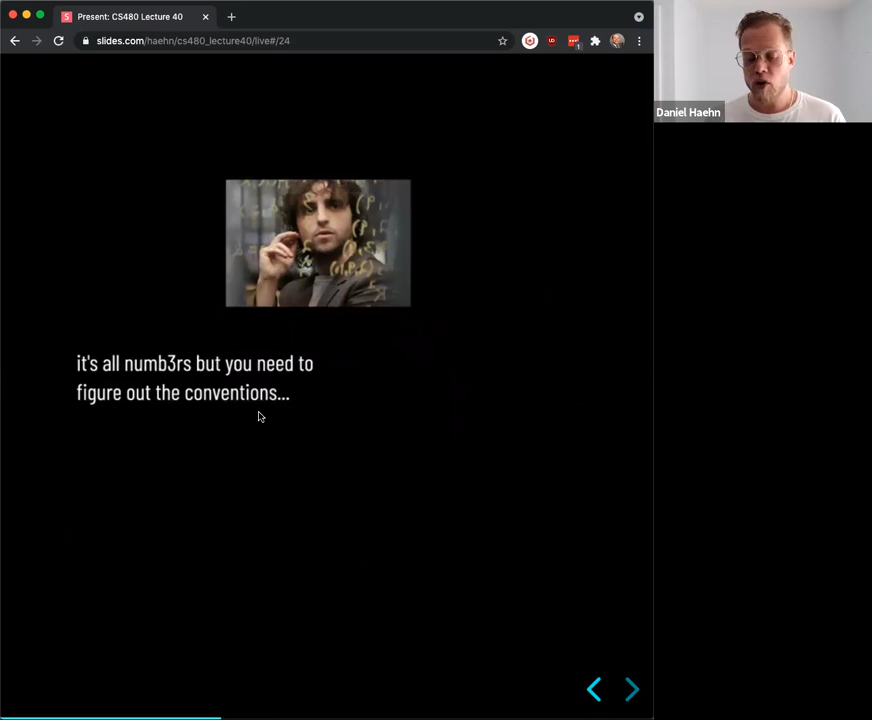 Present: CS480 Lecture 40
slides.com/haehn/cs480_lecture40/live#/24
Daniel Haehn
it's all numb3rs but you need to
figure out the conventions...